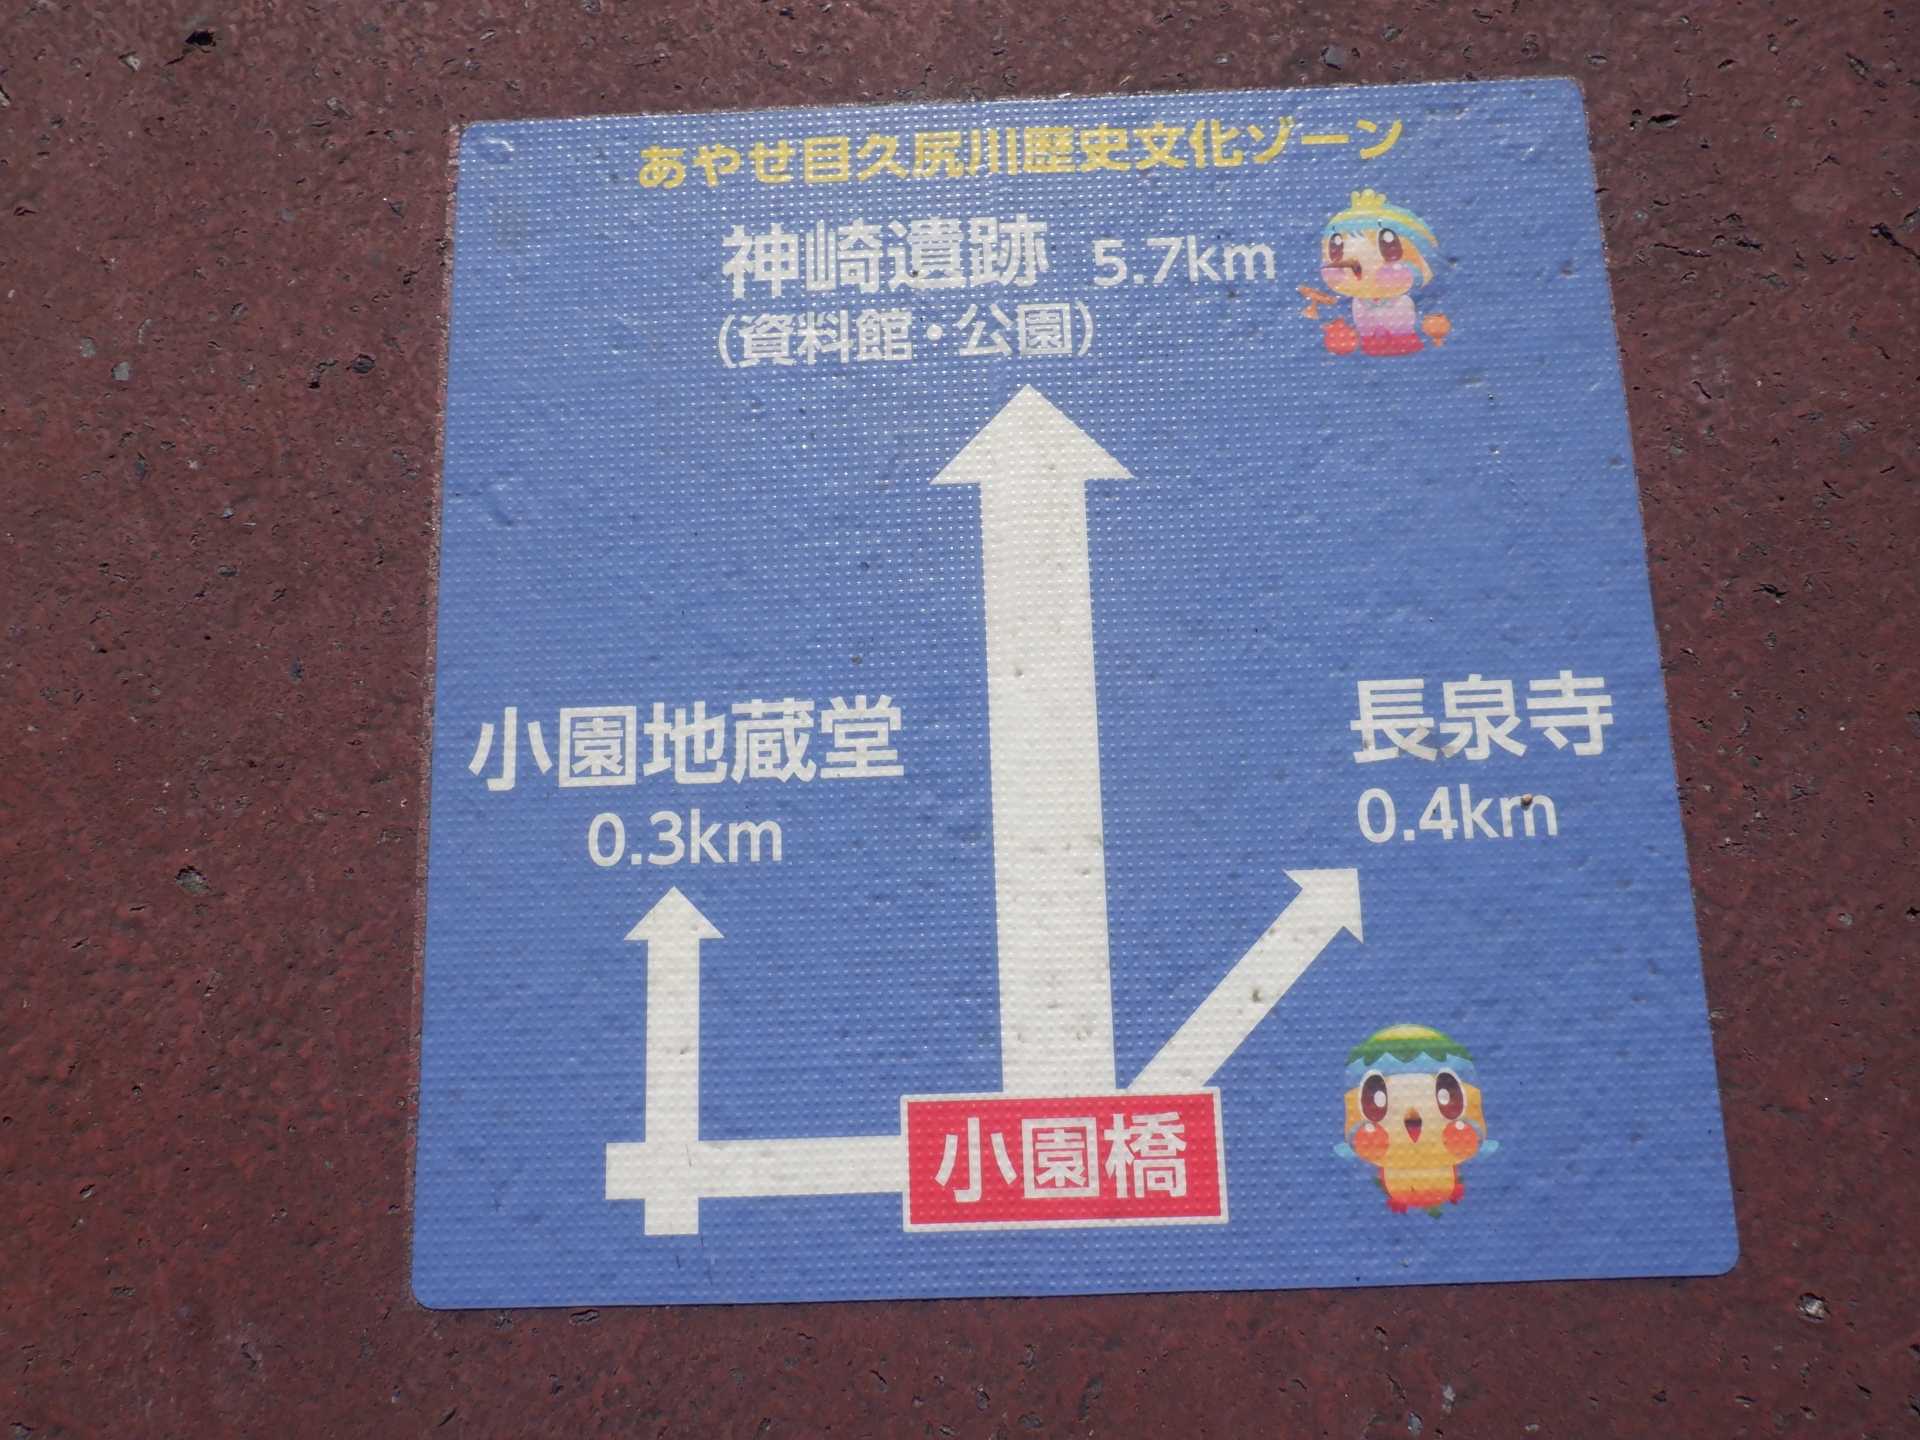 あやせ目久尻川歴史文化ゾーン
神崎遺跡 5.7km
(資料館・公園)
小園地蔵堂
0.3km
長泉寺
0.4km
小園橋